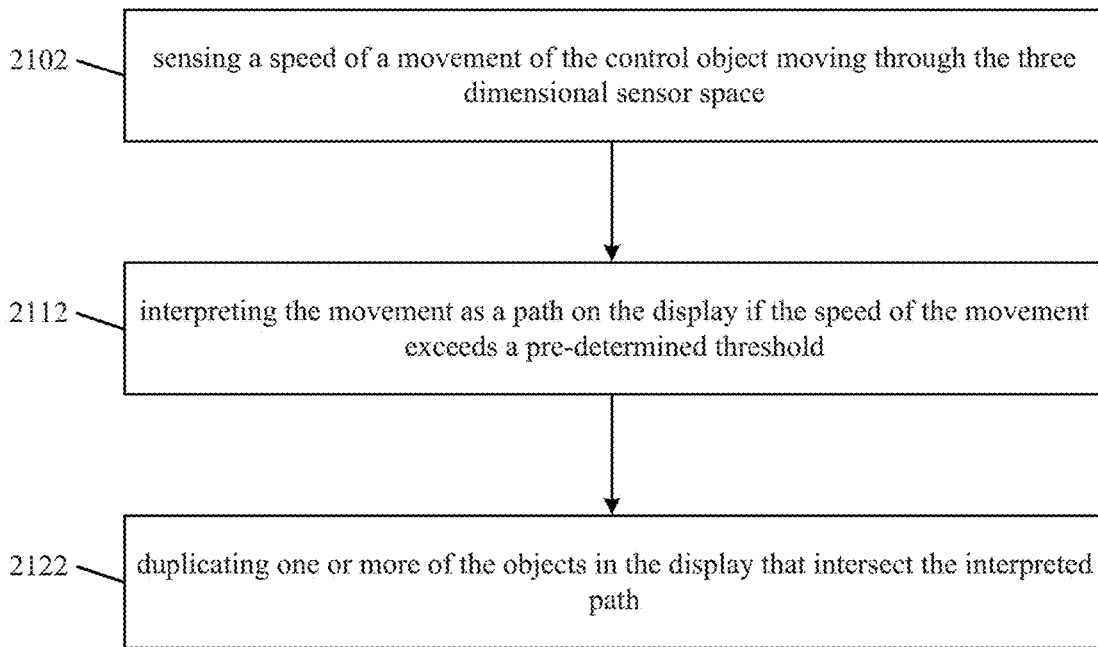 2102
sensing a speed of a movement of the control object moving through the three
dimensional sensor space
2112
interpreting the movement as a path on the display if the speed of the movement
exceeds a pre-determined threshold
2122
duplicating one or more of the objects in the display that intersect the interpreted
path